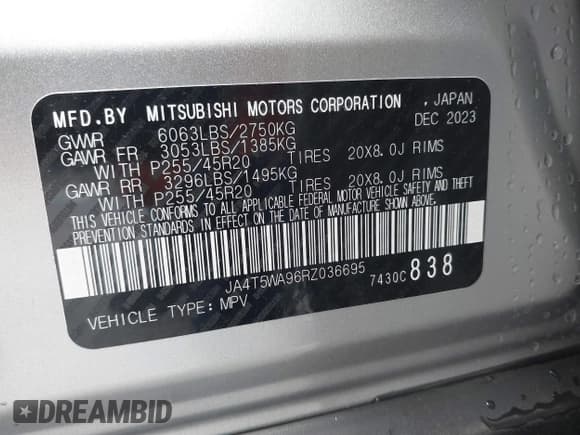 MFD.BY MITSUBISHI MOTORS CORPORATION , JAPAN
GVWR 6063LBS/2750KG DEC 2023
GAWR FR 3053LBS/1385KG
WITH P255/45R20 TIRES 20X8.0J RIMS
GAWR RR 3296LBS/1495KG
WITH P255/45R20 TIRES 20X8.0J RIMS
THIS VEHICLE CONFORMS TO ALL APPLICABLE FEDERAL MOTOR VEHICLE SAFETY AND THEFT
PREVENTION STANDARDS IN EFFECT ON THE DATE OF MANUFACTURE SHOWN ABOVE.
JA4T5WA96RZ036695 7430C 838
VEHICLE TYPE: MPV
DREAMBID